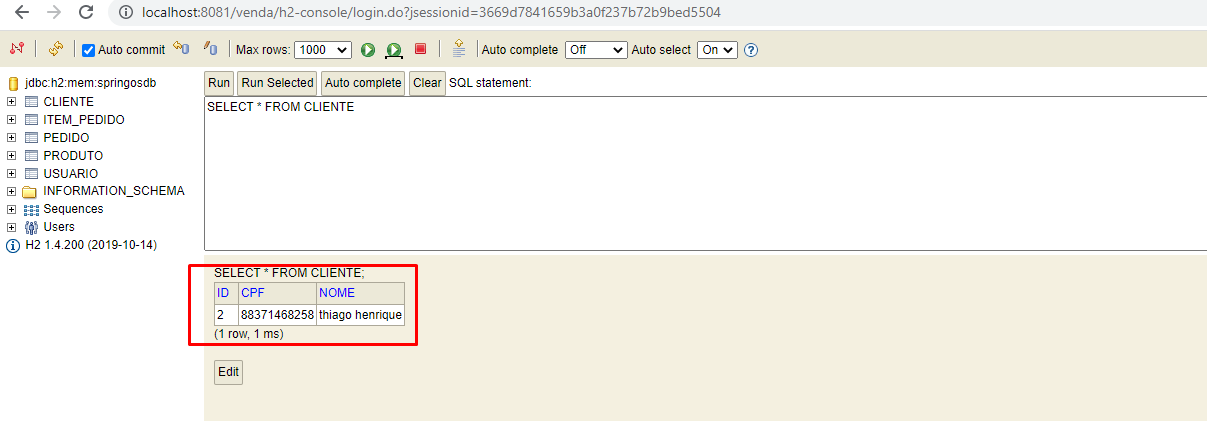 localhost:8081/venda/h2-console/login.do?jsessionid=3669d7841659b3a0f237b72b9bed5504
Auto commit Max rows: 1000 Auto complete Off Auto select On ?
jdbc:h2:mem:springosdb
CLIENTE
ITEM_PEDIDO
PEDIDO
PRODUTO
USUARIO
INFORMATION_SCHEMA
Sequences
Users
H2 1.4.200 (2019-10-14)
Run Run Selected Auto complete Clear SQL statement:
SELECT * FROM CLIENTE
SELECT * FROM CLIENTE;
ID CPF NOME
2 88371468258 thiago henrique
(1 row, 1 ms)
Edit